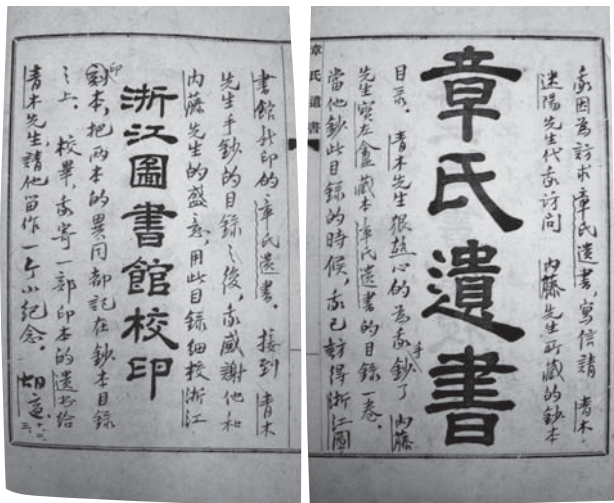 我因為訪求章氏遺書，寫信請 青木
迷陽先生代我訪問 內藤先生所藏的鈔本
章氏遺書
目彔。 青木先生狠熱心的為我手鈔了 內藤
先生寶左盦藏本章氏遺書的目錄一卷。
當他鈔此目錄的時候，我已訪得浙江圖
章氏遺書
書館新印的章氏遺書。 接到 青木
先生手鈔的目錄之後，我感謝他和
內藤先生的盛意，用此目錄細校浙江
浙江圖書館校印
印
刻本，把兩本的異同都記在鈔本目錄
之上。 校畢，我寄一部印本的遺書給
青木先生，請他留作一个小紀念。 胡適